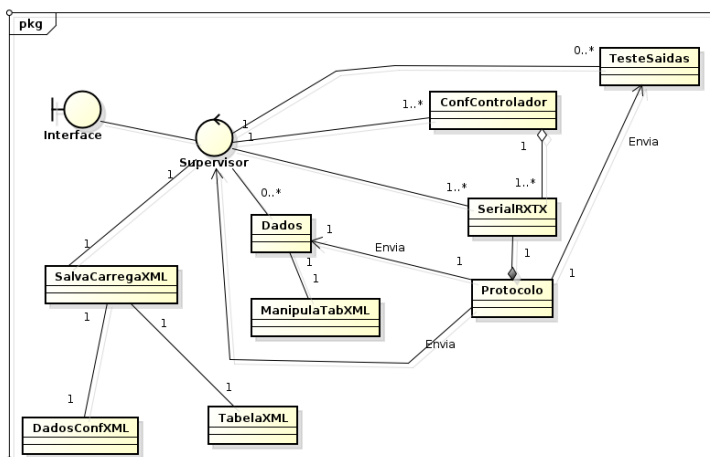 pkg
0..*
TesteSaidas
Interface
Supervisor
1
1
1..*
ConfControlador
1
Envia
1
1..*
1..*
SerialRXTX
0..*
Dados
1
Envia
1
1
1
Protocolo
1
1
1
SalvaCarregaXML
ManipulaTabXML
Envia
1
1
1
1
DadosConfXML
TabelaXML